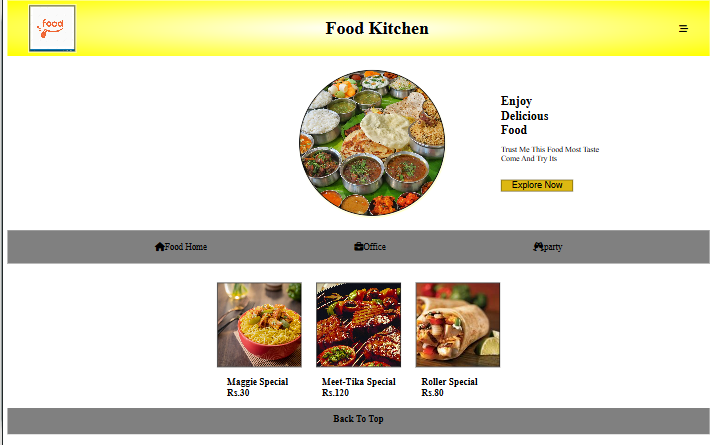 food
Food Kitchen
Enjoy
Delicious
Food
Trust Me This Food Most Taste
Come And Try Its
Explore Now
Food Home
Office
party
Maggie Special
Rs.30
Meet-Tika Special
Rs.120
Roller Special
Rs.80
Back To Top